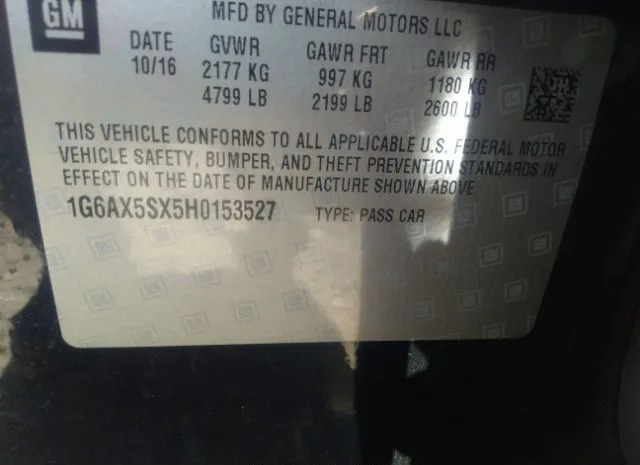 GM
MFD BY GENERAL MOTORS LLC
DATE GVWR GAWR FRT GAWR RR
10/16 2177 KG 997 KG 1180 KG
4799 LB 2199 LB 2600 LB
THIS VEHICLE CONFORMS TO ALL APPLICABLE U.S. FEDERAL MOTOR
VEHICLE SAFETY, BUMPER, AND THEFT PREVENTION STANDARDS IN
EFFECT ON THE DATE OF MANUFACTURE SHOWN ABOVE.
1G6AX5SX5H0153527 TYPE: PASS CAR